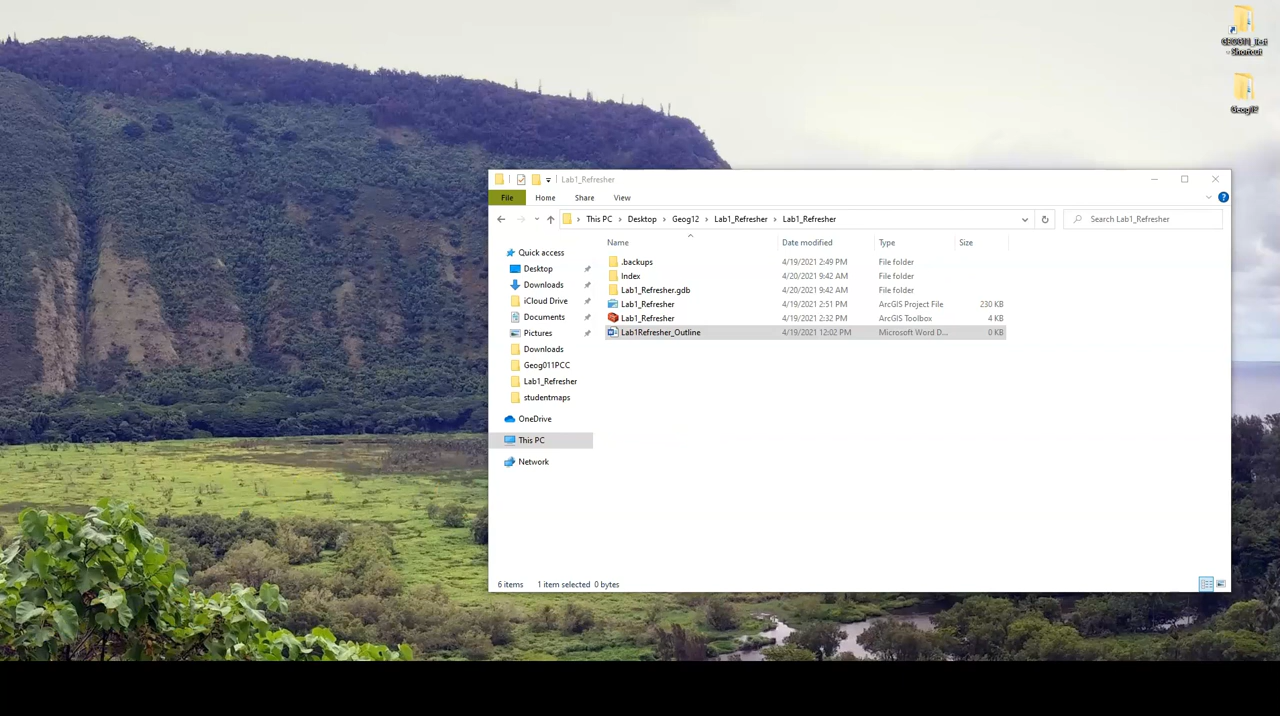 GEOG11_Test
- Shortcut
Geog12
Lab1_Refresher
File Home Share View
This PC Desktop Geog12 Lab1_Refresher Lab1_Refresher
Search Lab1_Refresher
Name Date modified Type Size
Quick access
Desktop
Downloads
iCloud Drive
Documents
Pictures
Downloads
Geog011PCC
Lab1_Refresher
studentmaps
OneDrive
This PC
Network
.backups 4/19/2021 2:49 PM File folder
Index 4/20/2021 9:42 AM File folder
Lab1_Refresher.gdb 4/20/2021 9:42 AM File folder
Lab1_Refresher 4/19/2021 2:51 PM ArcGIS Project File 230 KB
Lab1_Refresher 4/19/2021 2:32 PM ArcGIS Toolbox 4 KB
Lab1Refresher_Outline 4/19/2021 12:02 PM Microsoft Word D... 0 KB
6 items 1 item selected 0 bytes